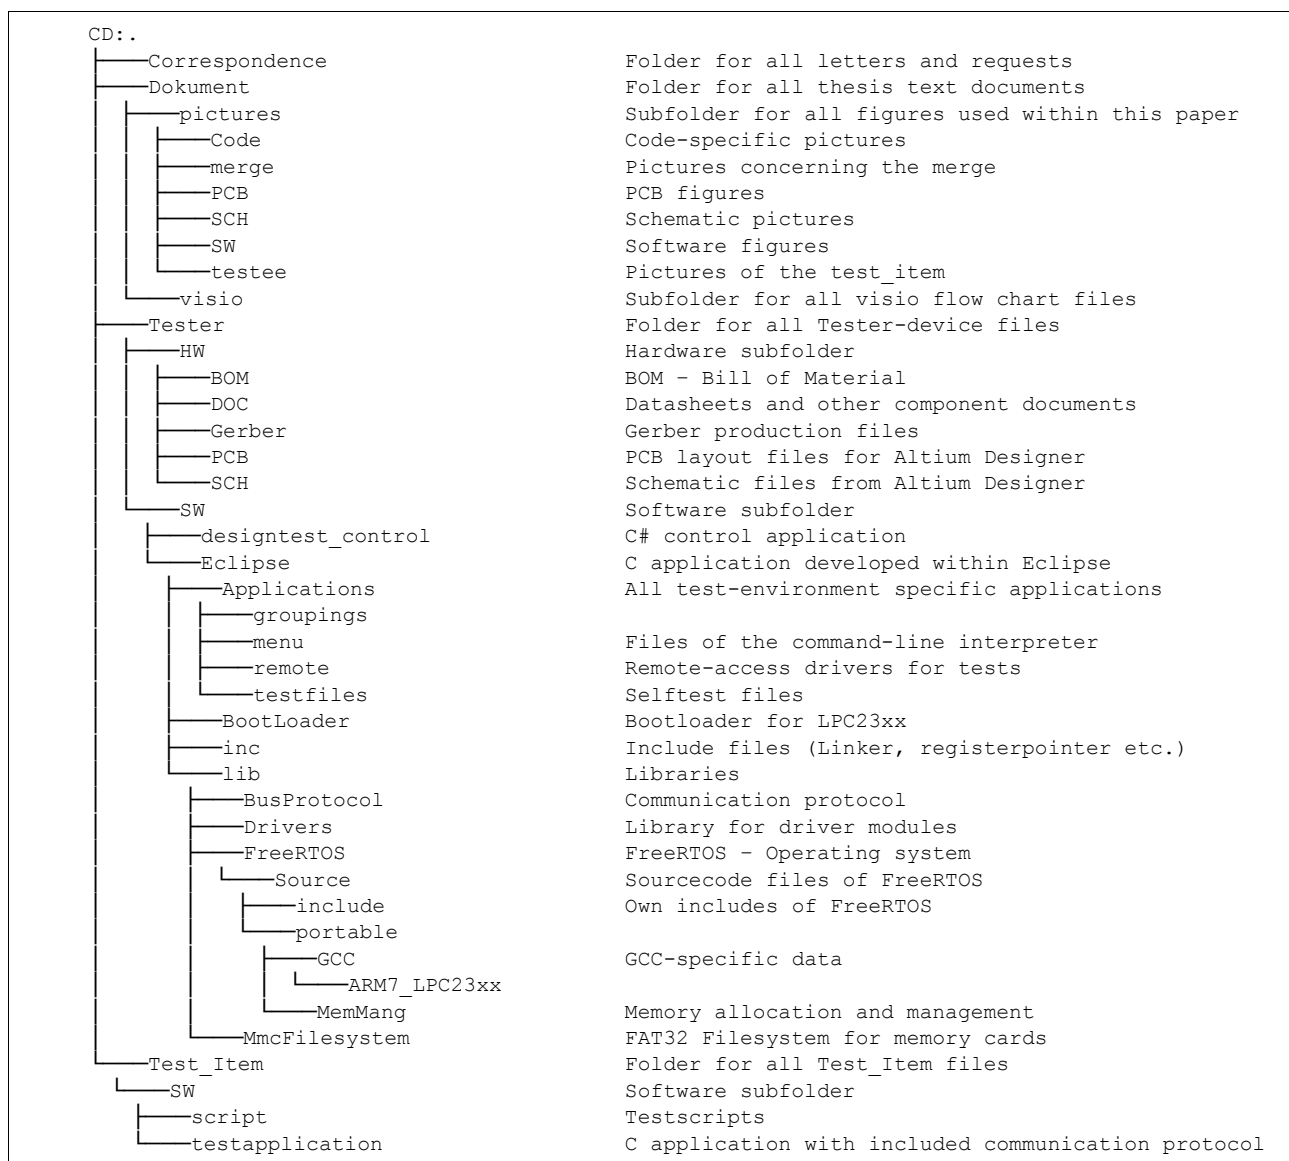 CD:.
├────Correspondence Folder for all letters and requests
├────Dokument Folder for all thesis text documents
│ ├────pictures Subfolder for all figures used within this paper
│ │ ├────Code Code-specific pictures
│ │ ├────merge Pictures concerning the merge
│ │ ├────PCB PCB figures
│ │ ├────SCH Schematic pictures
│ │ ├────SW Software figures
│ │ └────testee Pictures of the test_item
│ └────visio Subfolder for all visio flow chart files
├────Tester Folder for all Tester-device files
│ ├────HW Hardware subfolder
│ │ ├────BOM BOM – Bill of Material
│ │ ├────DOC Datasheets and other component documents
│ │ ├────Gerber Gerber production files
│ │ ├────PCB PCB layout files for Altium Designer
│ │ └────SCH Schematic files from Altium Designer
│ └────SW Software subfolder
│ ├────designtest_control C# control application
│ └────Eclipse C application developed within Eclipse
│ ├────Applications All test-environment specific applications
│ │ ├────groupings
│ │ ├────menu Files of the command-line interpreter
│ │ ├────remote Remote-access drivers for tests
│ │ └────testfiles Selftest files
│ ├────BootLoader Bootloader for LPC23xx
│ ├────inc Include files (Linker, registerpointer etc.)
│ └────lib Libraries
│ ├────BusProtocol Communication protocol
│ ├────Drivers Library for driver modules
│ ├────FreeRTOS FreeRTOS – Operating system
│ │ └────Source Sourcecode files of FreeRTOS
│ │ ├────include Own includes of FreeRTOS
│ │ └────portable
│ │ ├────GCC GCC-specific data
│ │ │ └────ARM7_LPC23xx
│ │ └────MemMang Memory allocation and management
│ └────MmcFilesystem FAT32 Filesystem for memory cards
└────Test_Item Folder for all Test_Item files
└────SW Software subfolder
├────script Testscripts
└────testapplication C application with included communication protocol